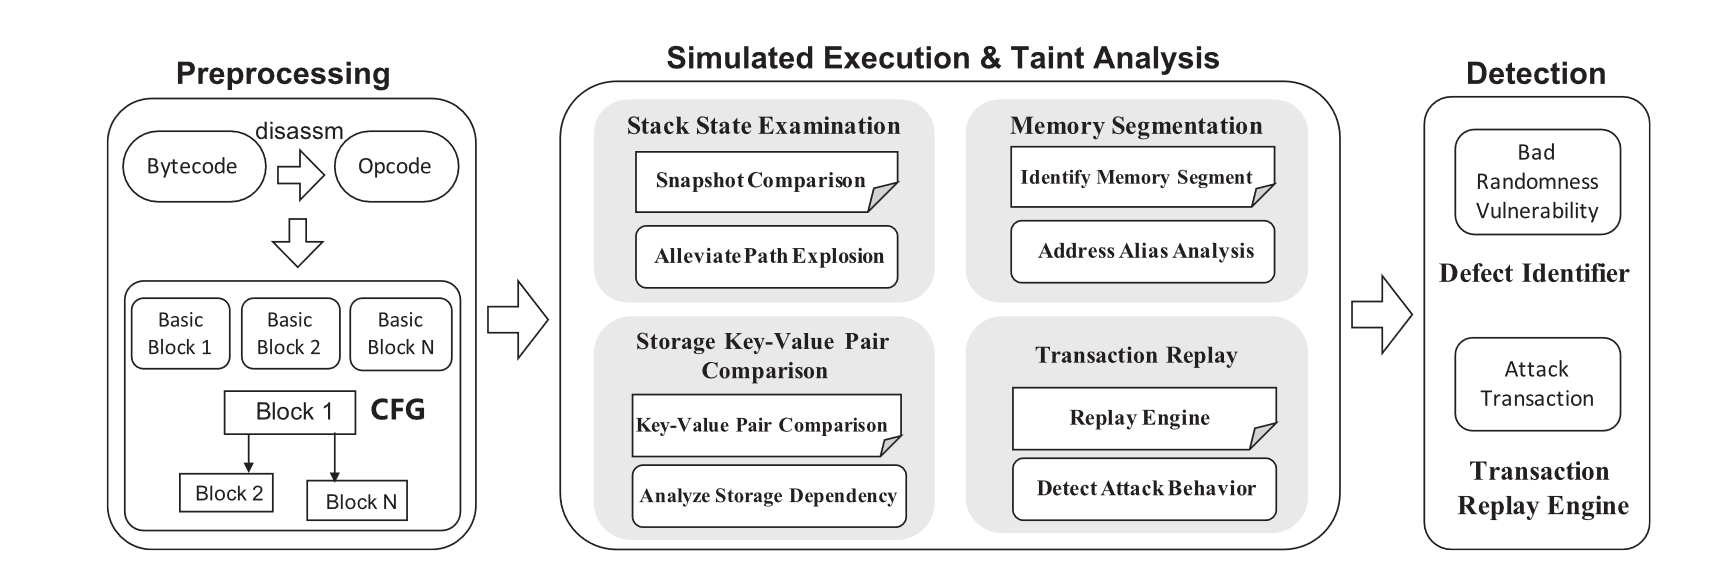 Preprocessing
disassm
Bytecode
Opcode
Basic
Block 1
Basic
Block 2
Basic
Block N
Block 1
CFG
Block 2
Block N
Simulated Execution & Taint Analysis
Stack State Examination
Snapshot Comparison
Alleviate Path Explosion
Memory Segmentation
Identify Memory Segment
Address Alias Analysis
Storage Key-Value Pair
Comparison
Key-Value Pair Comparison
Analyze Storage Dependency
Transaction Replay
Replay Engine
Detect Attack Behavior
Detection
Bad
Randomness
Vulnerability
Defect Identifier
Attack
Transaction
Transaction
Replay Engine